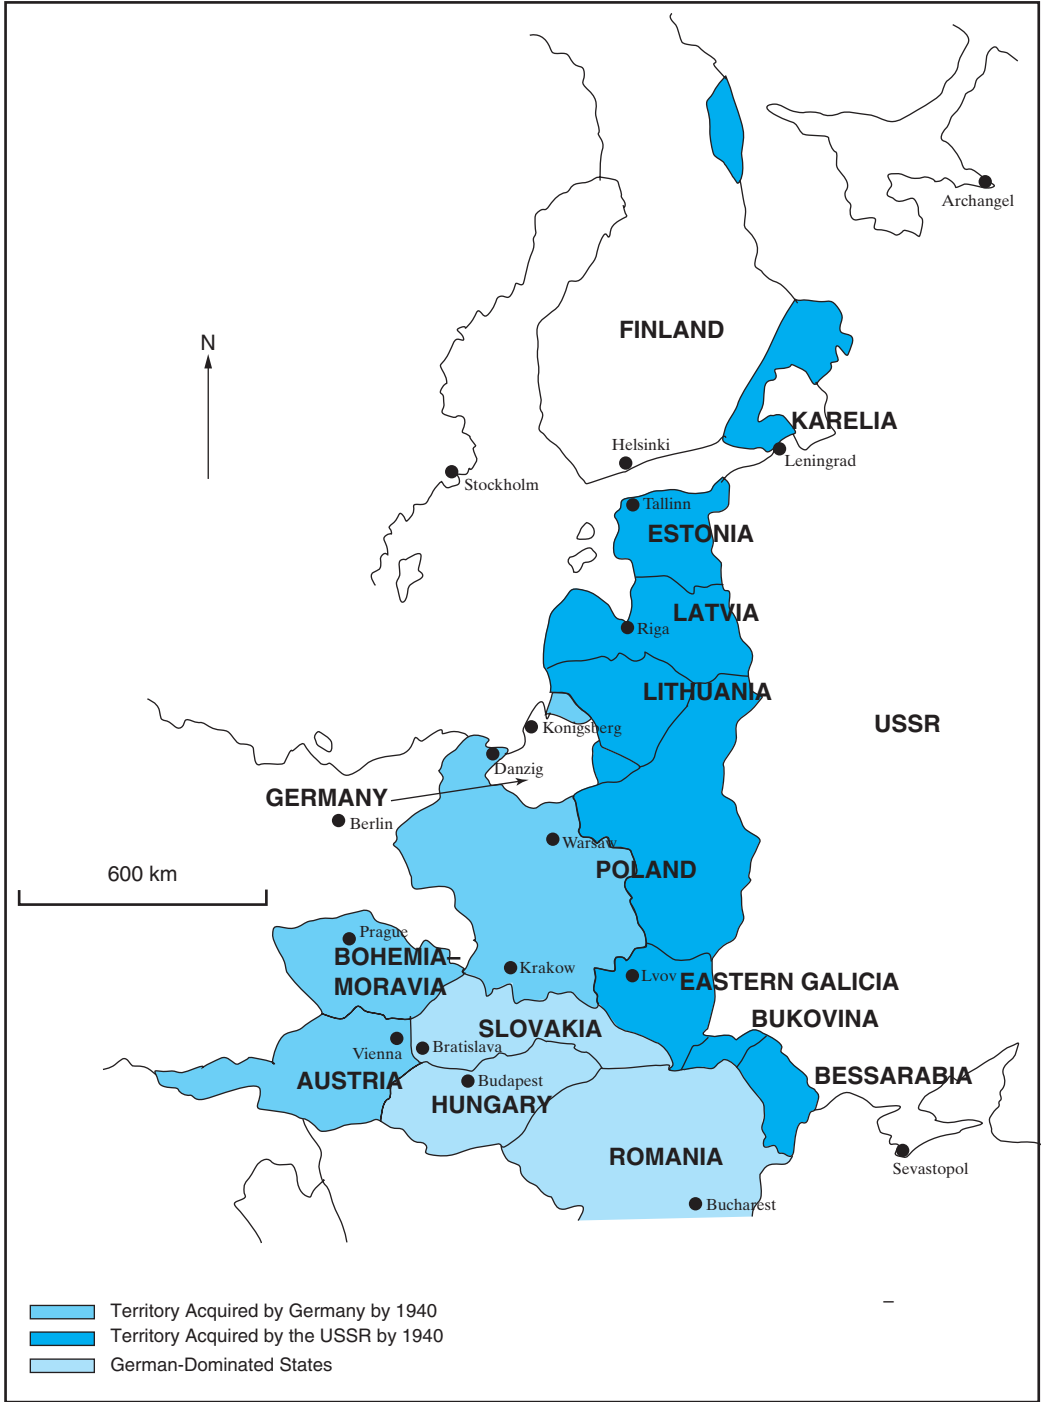 Archangel
FINLAND
N
KARELIA
Helsinki
Leningrad
Stockholm
Tallinn
ESTONIA
LATVIA
Riga
LITHUANIA
USSR
Konigsberg
Danzig
GERMANY
Berlin
Warsaw
POLAND
600 km
Prague
BOHEMIA–
MORAVIA
Krakow
Lvov
EASTERN GALICIA
BUKOVINA
SLOVAKIA
Vienna
Bratislava
BESSARABIA
AUSTRIA
Budapest
HUNGARY
ROMANIA
Sevastopol
Bucharest
Territory Acquired by Germany by 1940
Territory Acquired by the USSR by 1940
German-Dominated States